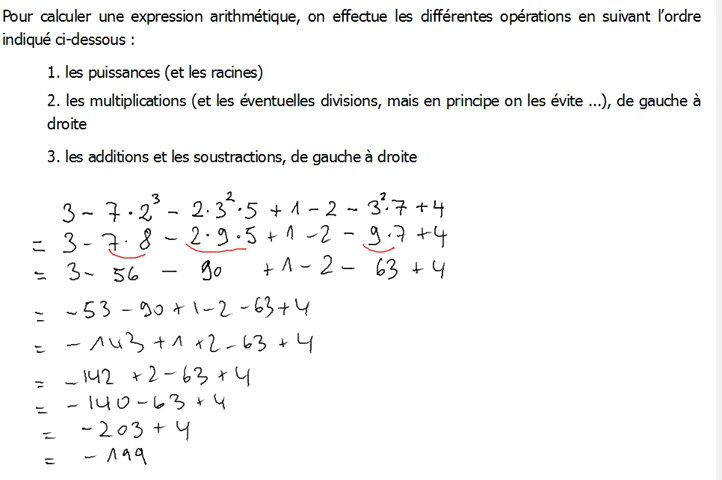 Pour calculer une expression arithmétique, on effectue les différentes opérations en suivant l'ordre
indiqué ci-dessous :
1. les puissances (et les racines)
2. les multiplications (et les éventuelles divisions, mais en principe on les évite ...), de gauche à
droite
3. les additions et les soustractions, de gauche à droite
3 - 7 · 2³ - 2 · 3² · 5 + 1 - 2 - 3² · 7 + 4
= 3 - 7 · 8 - 2 · 9 · 5 + 1 - 2 - 9 · 7 + 4
= 3 - 56 - 90 + 1 - 2 - 63 + 4
= -53 - 90 + 1 - 2 - 63 + 4
= -143 + 1 + 2 - 63 + 4
= -142 + 2 - 63 + 4
= -140 - 63 + 4
= -203 + 4
= -199